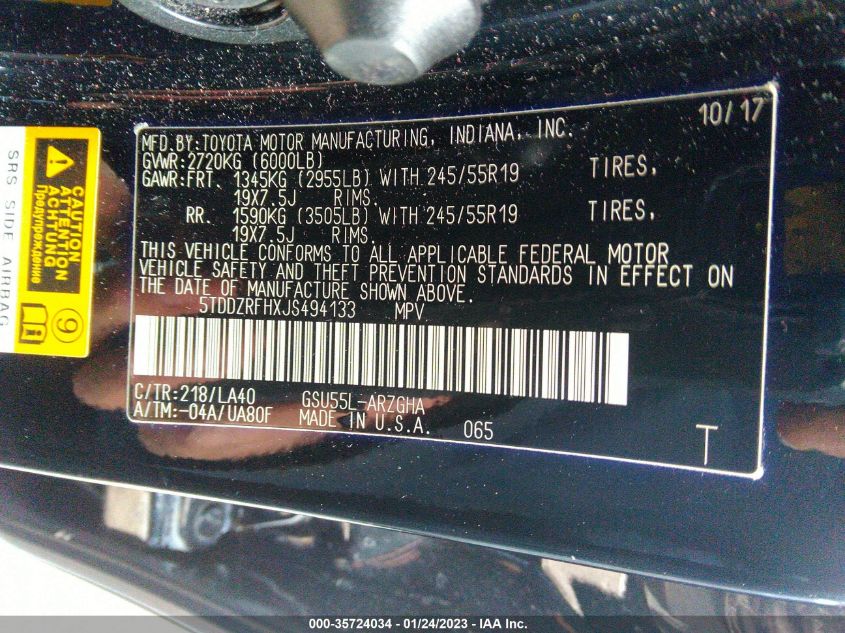 10/17
MFD.BY:TOYOTA MOTOR MANUFACTURING, INDIANA, INC.
GVWR:2720KG (6000LB)
GAWR:FRT. 1345KG (2955LB) WITH 245/55R19 TIRES,
19X7.5J RIMS.
RR. 1590KG (3505LB) WITH 245/55R19 TIRES,
19X7.5J RIMS.
THIS VEHICLE CONFORMS TO ALL APPLICABLE FEDERAL MOTOR
VEHICLE SAFETY AND THEFT PREVENTION STANDARDS IN EFFECT ON
THE DATE OF MANUFACTURE SHOWN ABOVE.
5TDDZRFHXJS494133 MPV
C/TR:218/LA40 GSU55L-ARZGHA
A/TM:-04A/UA80F MADE IN U.S.A. 065
T
CAUTION
ATTENTION
ACHTUNG
Предупреждение
9
SRS SIDE AIRBAG
000-35724034 - 01/24/2023 - IAA Inc.